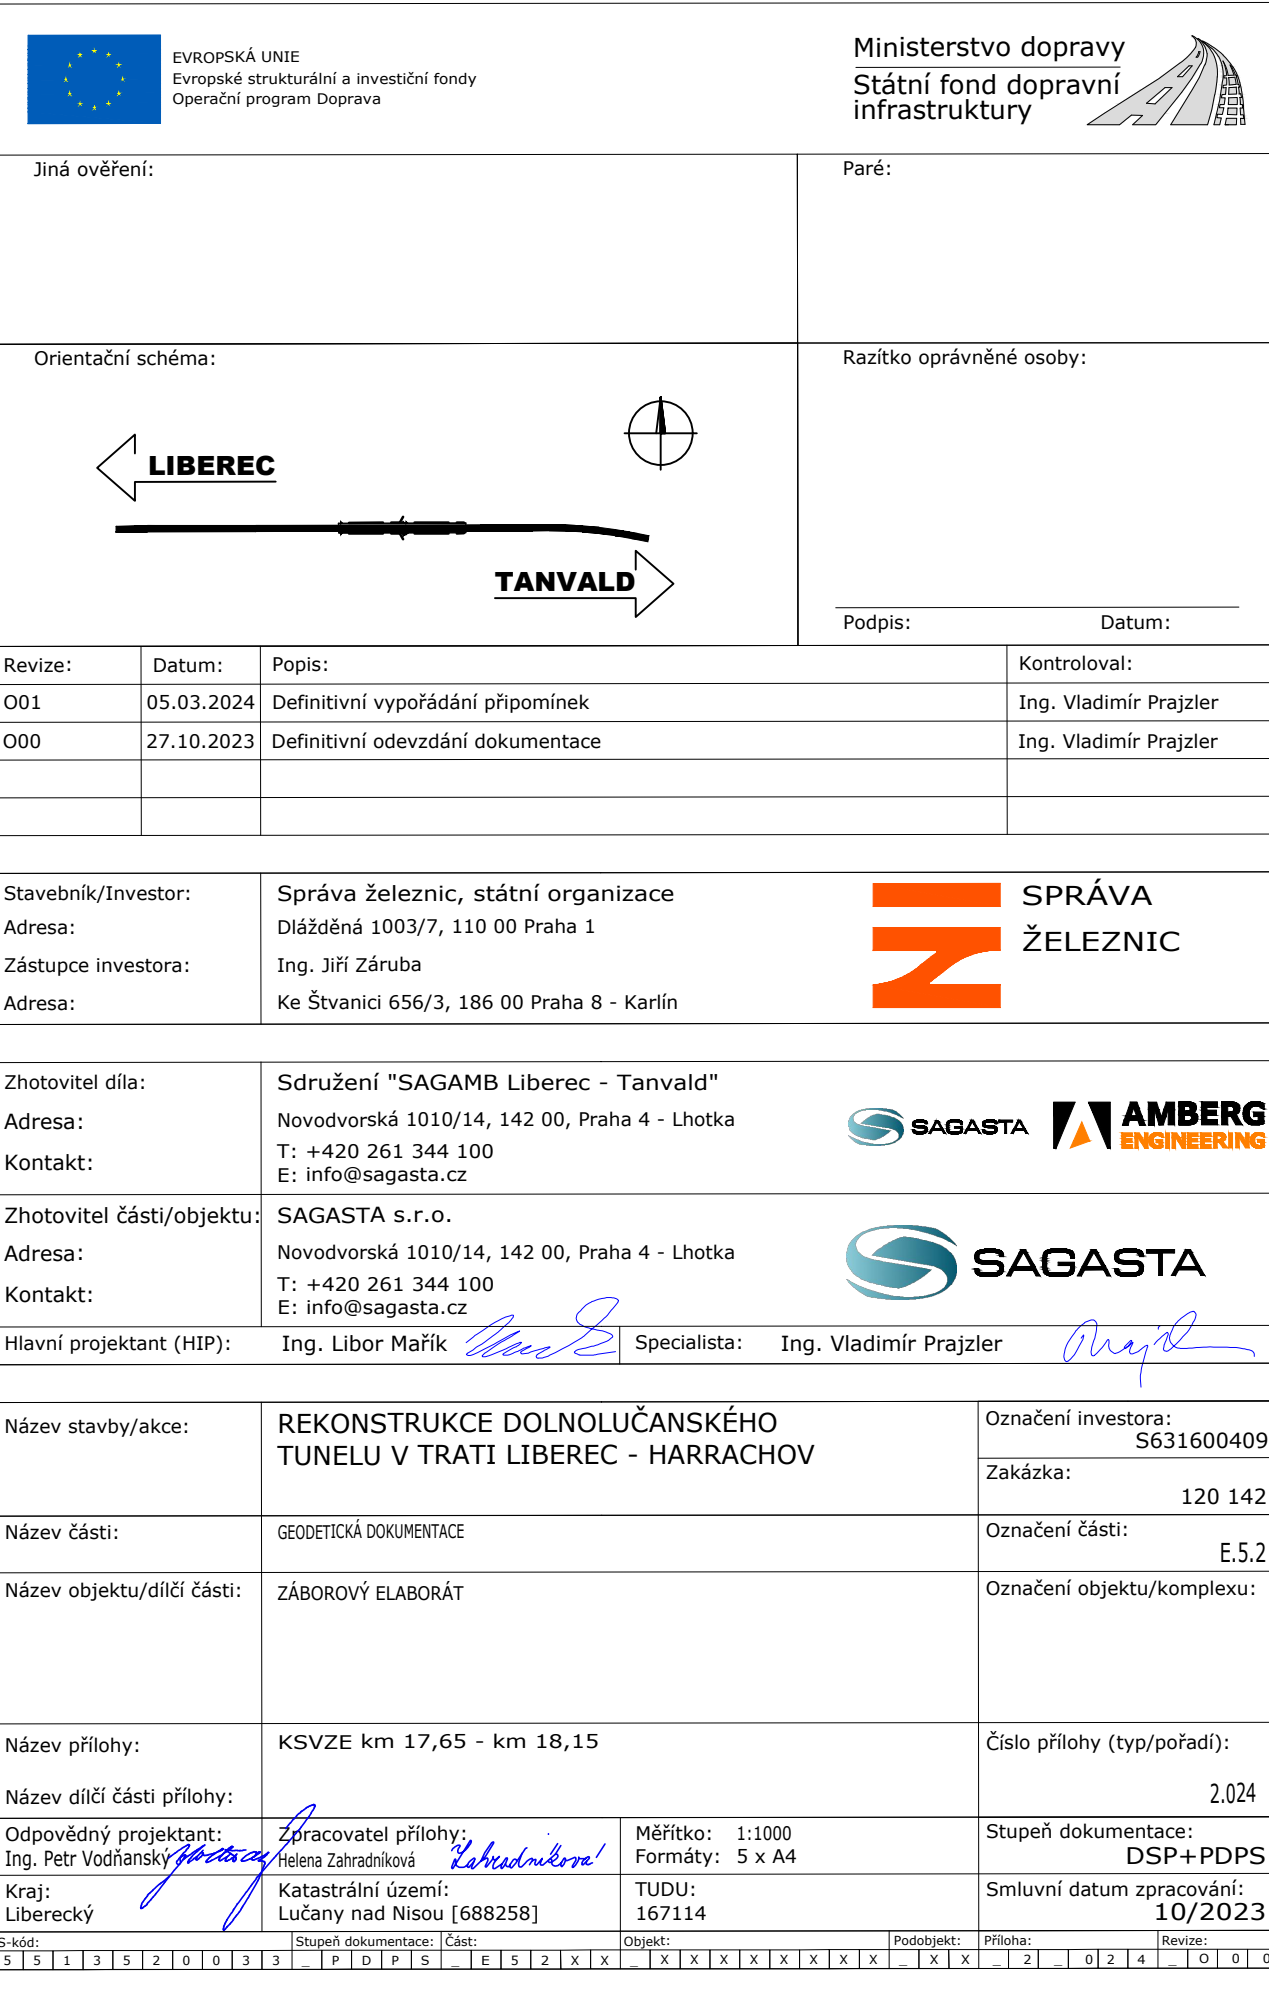 EVROPSKÁ UNIE
Evropské strukturální a investiční fondy
Operační program Doprava
Ministerstvo dopravy
Státní fond dopravní
infrastruktury
Jiná ověření:
Paré:
Orientační schéma:
Razítko oprávněné osoby:
LIBEREC
TANVALD
Podpis: Datum:
Revize: Datum: Popis: Kontroloval:
O01 05.03.2024 Definitivní vypořádání připomínek Ing. Vladimír Prajzler
O00 27.10.2023 Definitivní odevzdání dokumentace Ing. Vladimír Prajzler
Stavebník/Investor: Správa železnic, státní organizace
Adresa: Dlážděná 1003/7, 110 00 Praha 1
Zástupce investora: Ing. Jiří Záruba
Adresa: Ke Štvanici 656/3, 186 00 Praha 8 - Karlín
SPRÁVA
ŽELEZNIC
Zhotovitel díla: Sdružení "SAGAMB Liberec - Tanvald"
Adresa: Novodvorská 1010/14, 142 00, Praha 4 - Lhotka
Kontakt: T: +420 261 344 100
E: info@sagasta.cz
SAGASTA
AMBERG
ENGINEERING
Zhotovitel části/objektu: SAGASTA s.r.o.
Adresa: Novodvorská 1010/14, 142 00, Praha 4 - Lhotka
Kontakt: T: +420 261 344 100
E: info@sagasta.cz
SAGASTA
Hlavní projektant (HIP): Ing. Libor Mařík Specialista: Ing. Vladimír Prajzler
Název stavby/akce: REKONSTRUKCE DOLNOLUČANSKÉHO
TUNELU V TRATI LIBEREC - HARRACHOV
Označení investora:
S631600409
Zakázka:
120 142
Název části: GEODETICKÁ DOKUMENTACE
Označení části:
E.5.2
Název objektu/dílčí části: ZÁBOROVÝ ELABORÁT
Označení objektu/komplexu:
Název přílohy: KSVZE km 17,65 - km 18,15
Číslo přílohy (typ/pořadí):
Název dílčí části přílohy:
2.024
Odpovědný projektant:
Ing. Petr Vodňanský
Zpracovatel přílohy:
Helena Zahradníková Zahradníková
Měřítko: 1:1000
Formáty: 5 x A4
Stupeň dokumentace:
DSP+PDPS
Kraj:
Liberecký
Katastrální území:
Lučany nad Nisou [688258]
TUDU:
167114
Smluvní datum zpracování:
10/2023
S-kód: Stupeň dokumentace: Část: Objekt: Podobjekt: Příloha: Revize:
5 5 1 3 5 2 0 0 3 3 _ P D P S _ E 5 2 X X _ X X X X X X X X _ X X _ 2 _ 0 2 4 _ O 0 0